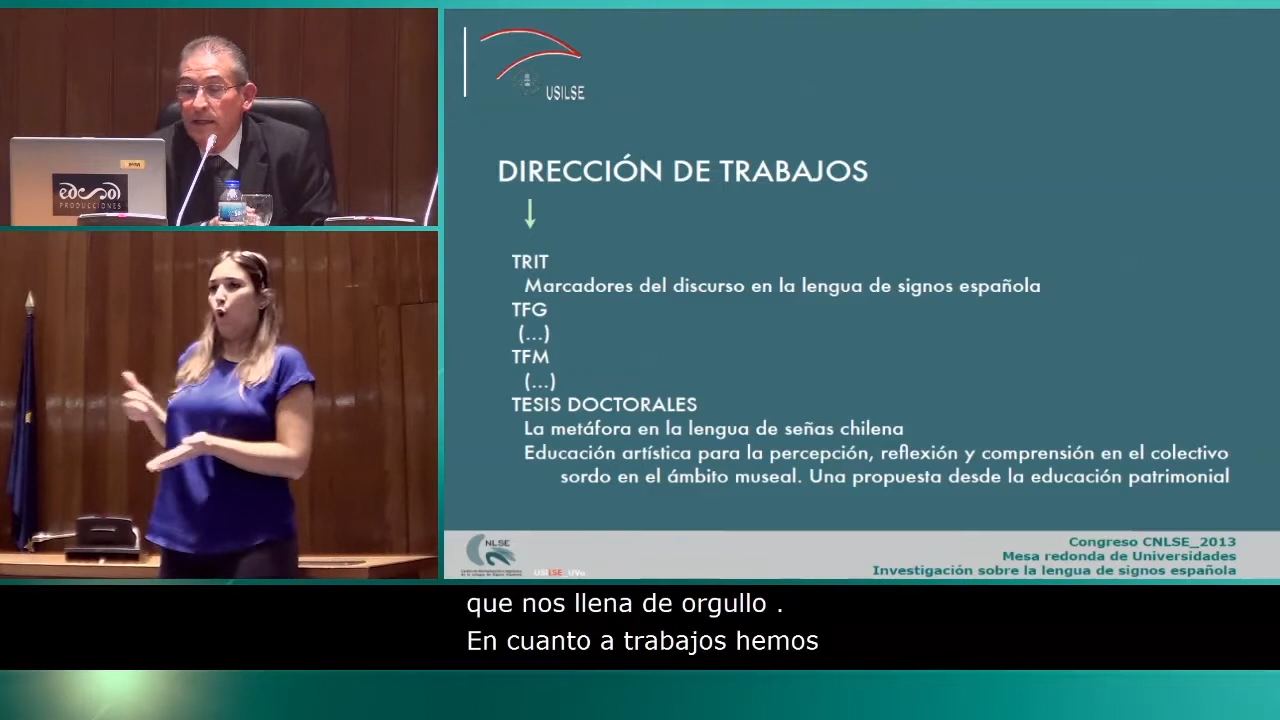 USILSE
DIRECCIÓN DE TRABAJOS
TRIT
Marcadores del discurso en la lengua de signos española
TFG
(...)
TFM
(...)
TESIS DOCTORALES
La metáfora en la lengua de señas chilena
Educación artística para la percepción, reflexión y comprensión en el colectivo
sordo en el ámbito museal. Una propuesta desde la educación patrimonial
PRODUCCIONES
CNLSE
USILSE_UVa
Congreso CNLSE_2013
Mesa redonda de Universidades
Investigación sobre la lengua de signos española
que nos llena de orgullo .
En cuanto a trabajos hemos